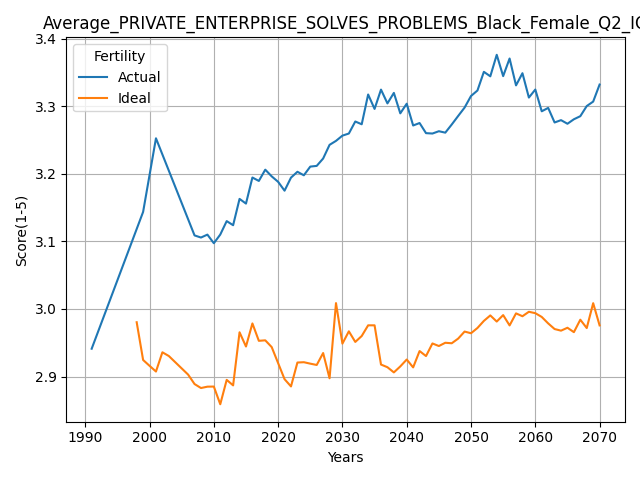 Average_PRIVATE_ENTERPRISE_SOLVES_PROBLEMS_Black_Female_Q2_IQ
Fertility
Actual
Ideal
Score(1-5)
3.4
3.3
3.2
3.1
3.0
2.9
1990 2000 2010 2020 2030 2040 2050 2060 2070
Years